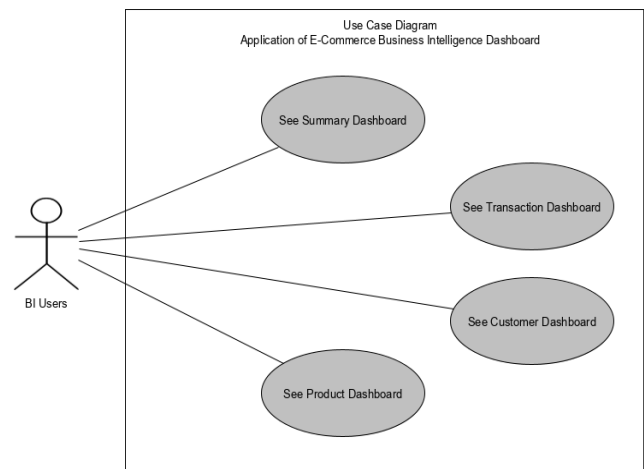 Use Case Diagram
Application of E-Commerce Business Intelligence Dashboard
See Summary Dashboard
See Transaction Dashboard
BI Users
See Customer Dashboard
See Product Dashboard